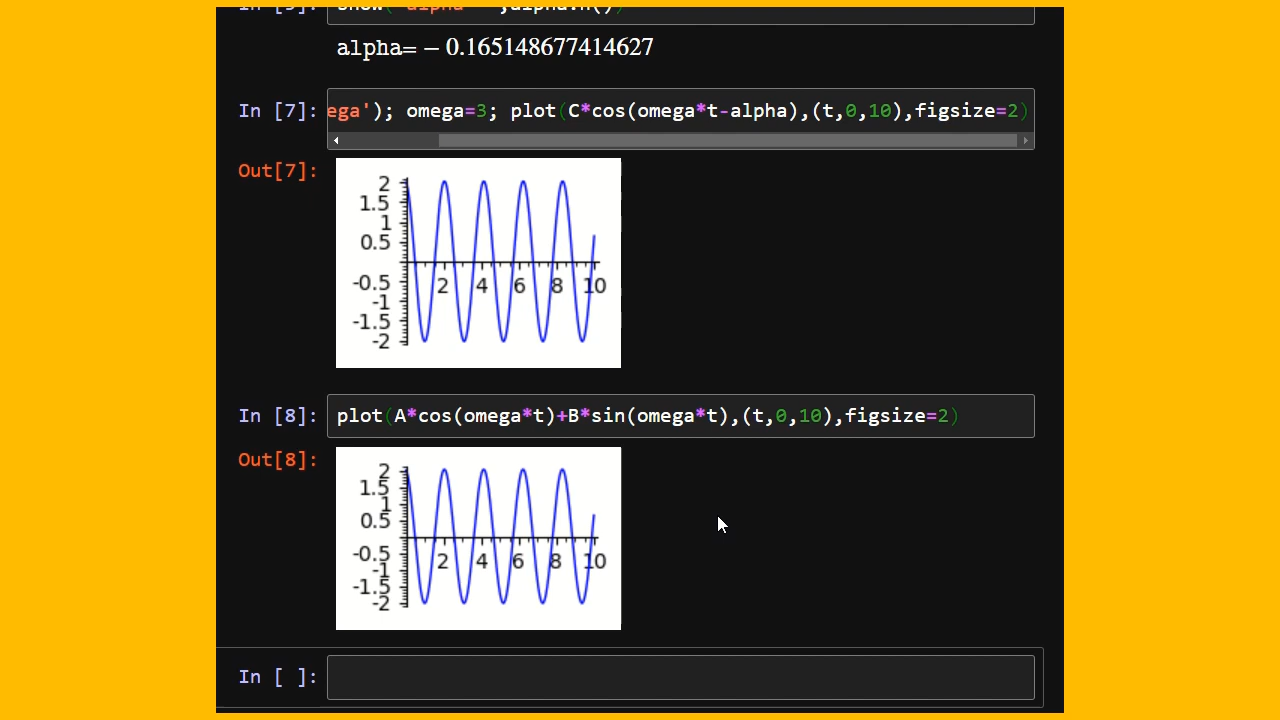 alpha= − 0.165148677414627
In [7]: ega'); omega=3; plot(C*cos(omega*t-alpha),(t,0,10),figsize=2)
Out[7]:
2
1.5
1
0.5
-0.5
-1
-1.5
-2
2 4 6 8 10
In [8]: plot(A*cos(omega*t)+B*sin(omega*t),(t,0,10),figsize=2)
Out[8]:
2
1.5
1
0.5
-0.5
-1
-1.5
-2
2 4 6 8 10
In [ ]: